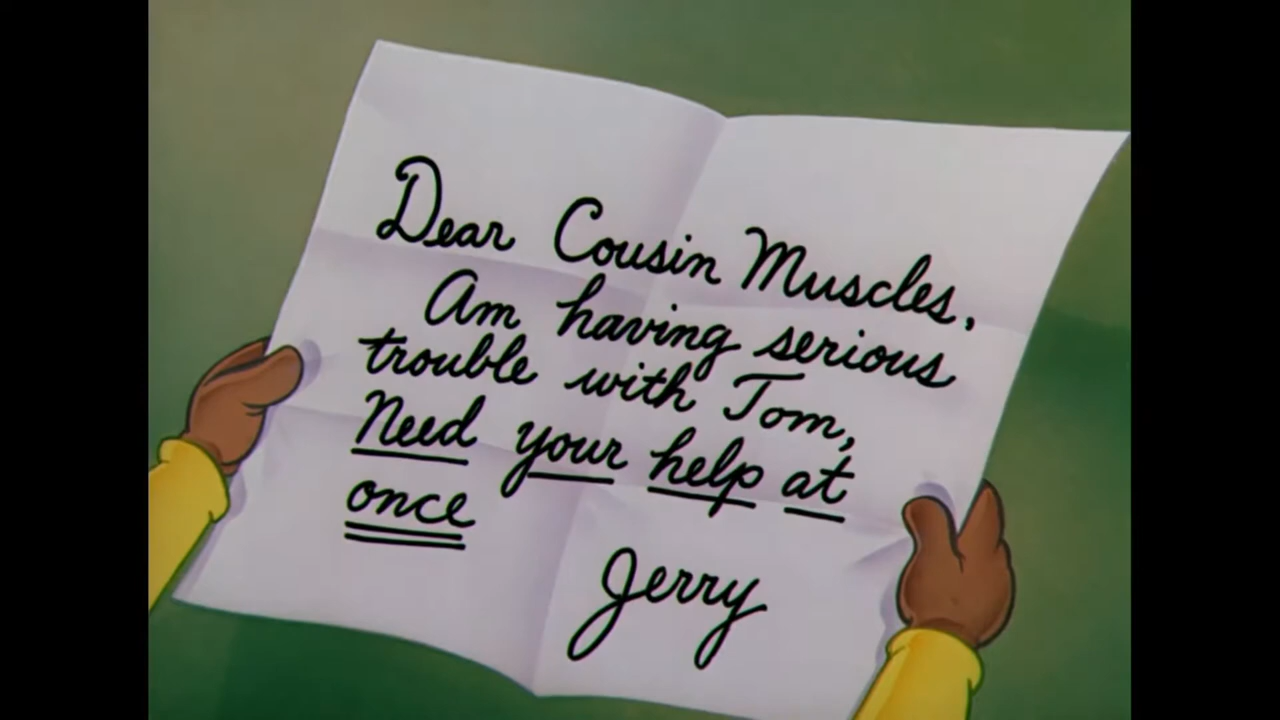 Dear Cousin Muscles,
Am having serious
trouble with Tom,
Need your help at
once
Jerry